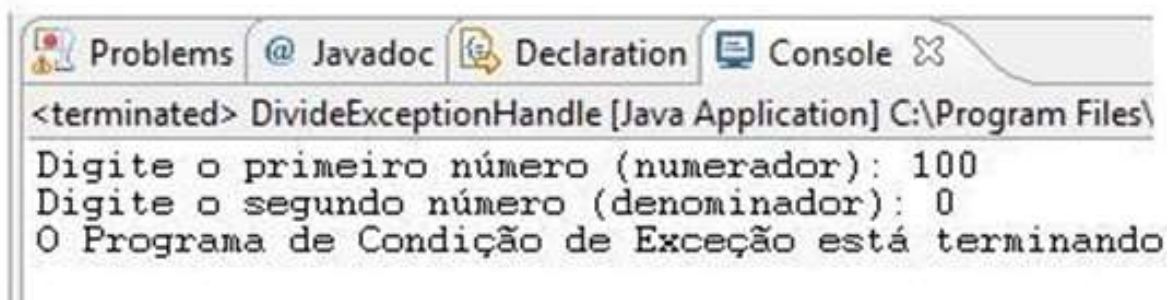 Problems @ Javadoc Declaration Console
<terminated> DivideExceptionHandle [Java Application] C:\Program Files\
Digite o primeiro número (numerador): 100
Digite o segundo número (denominador): 0
O Programa de Condição de Exceção está terminando